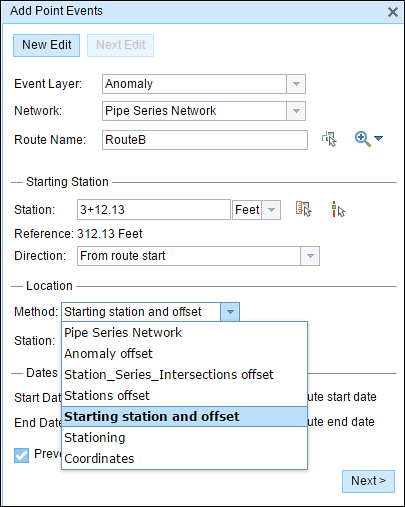 Add Point Events
New Edit Next Edit
Event Layer: Anomaly
Network: Pipe Series Network
Route Name: RouteB
Starting Station
Station: 3+12.13 Feet
Reference: 312.13 Feet
Direction: From route start
Location
Method: Starting station and offset
Pipe Series Network
Station: Anomaly offset
Station_Series_Intersections offset
Dates Stations offset
Start Dat Starting station and offset ute start date
End Date Stationing ute end date
Preve Coordinates
Next >